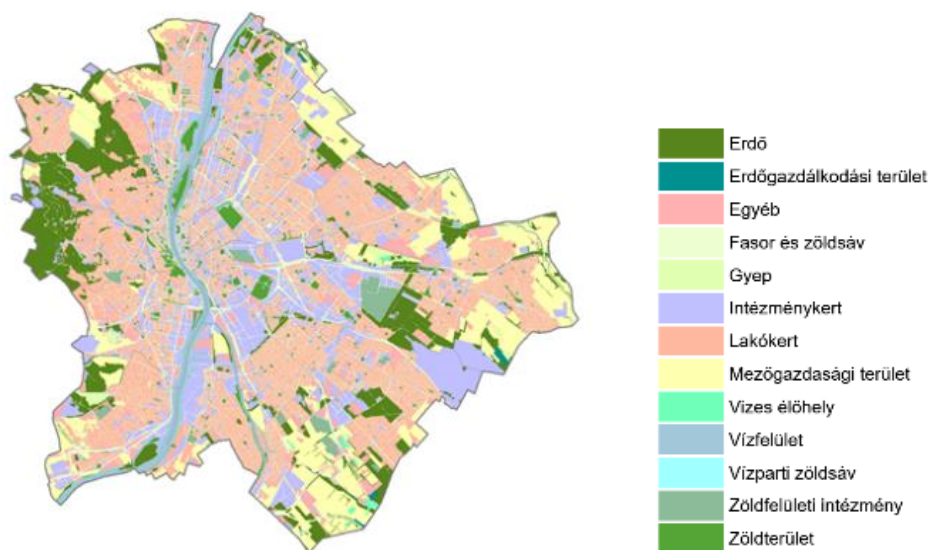 Erdő
Erdőgazdálkodási terület
Egyéb
Fasor és zöldsáv
Gyep
Intézménykert
Lakókert
Mezőgazdasági terület
Vizes élőhely
Vízfelület
Vízparti zöldsáv
Zöldfelületi intézmény
Zöldterület